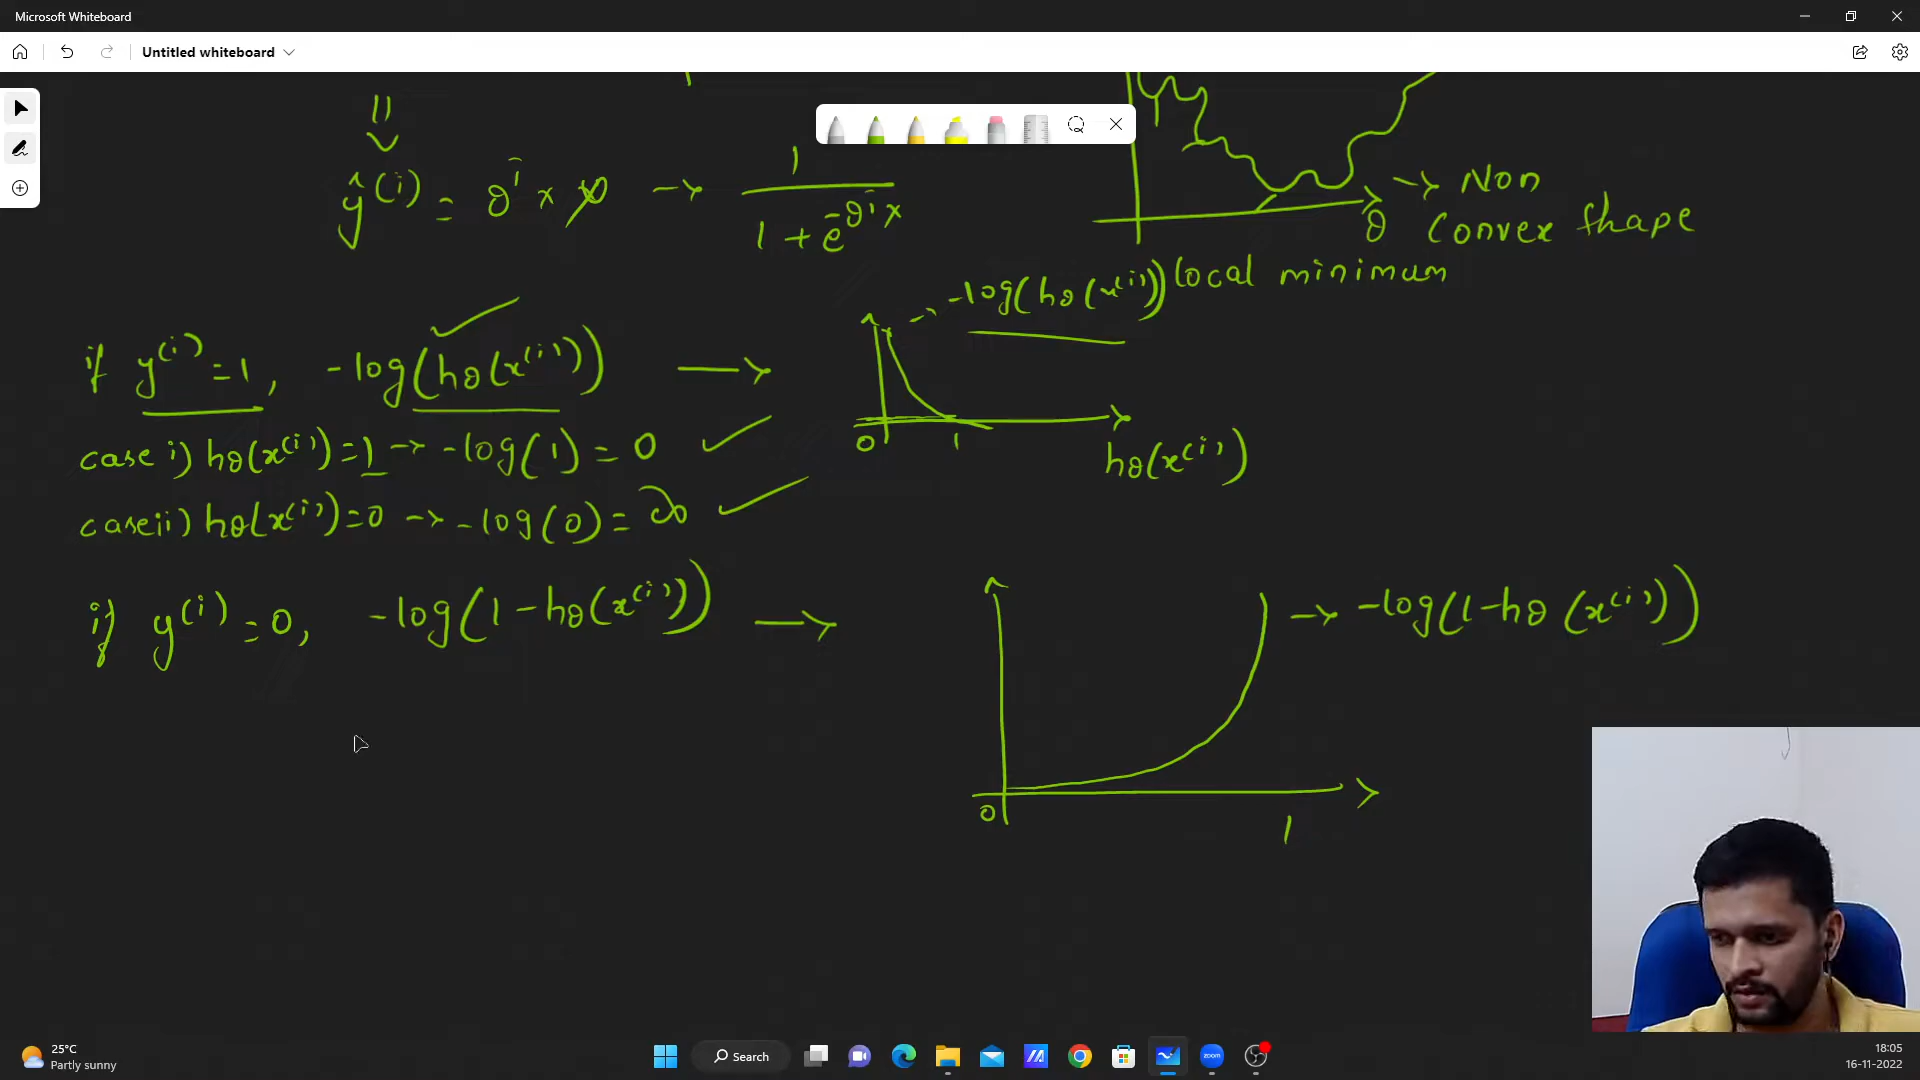 Microsoft Whiteboard
Untitled whiteboard
ŷ⁽ⁱ⁾ = θᵀx → 1 / (1 + e^(-θᵀx))
θ → Non
Convex shape
local minimum
-log(hθ(x⁽ⁱ⁾))
if y⁽ⁱ⁾ = 1, -log(hθ(x⁽ⁱ⁾)) →
0 1
hθ(x⁽ⁱ⁾)
case i) hθ(x⁽ⁱ⁾) = 1 → -log(1) = 0 ✓
case ii) hθ(x⁽ⁱ⁾) = 0 → -log(0) = ∞ ✓
if y⁽ⁱ⁾ = 0, -log(1 - hθ(x⁽ⁱ⁾)) →
→ -log(1 - hθ(x⁽ⁱ⁾))
0 1
25°C
Partly sunny
Search
zoom
18:05
16-11-2022